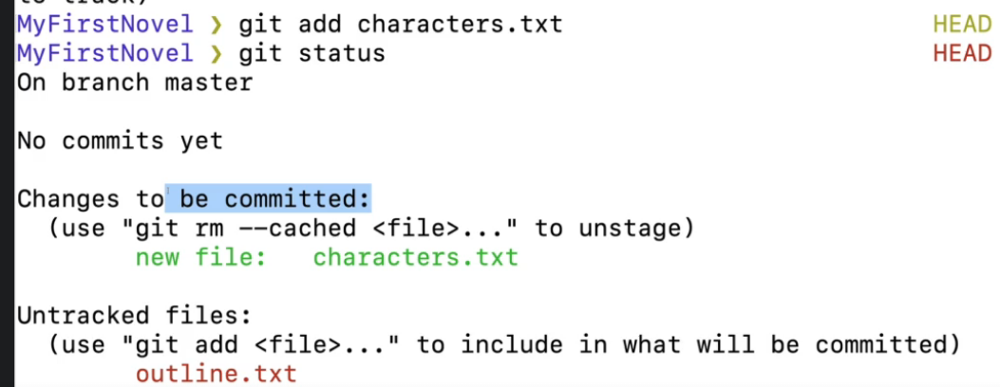 to track)
MyFirstNovel ❯ git add characters.txt HEAD
MyFirstNovel ❯ git status HEAD
On branch master
No commits yet
Changes to be committed:
(use "git rm --cached <file>..." to unstage)
new file: characters.txt
Untracked files:
(use "git add <file>..." to include in what will be committed)
outline.txt